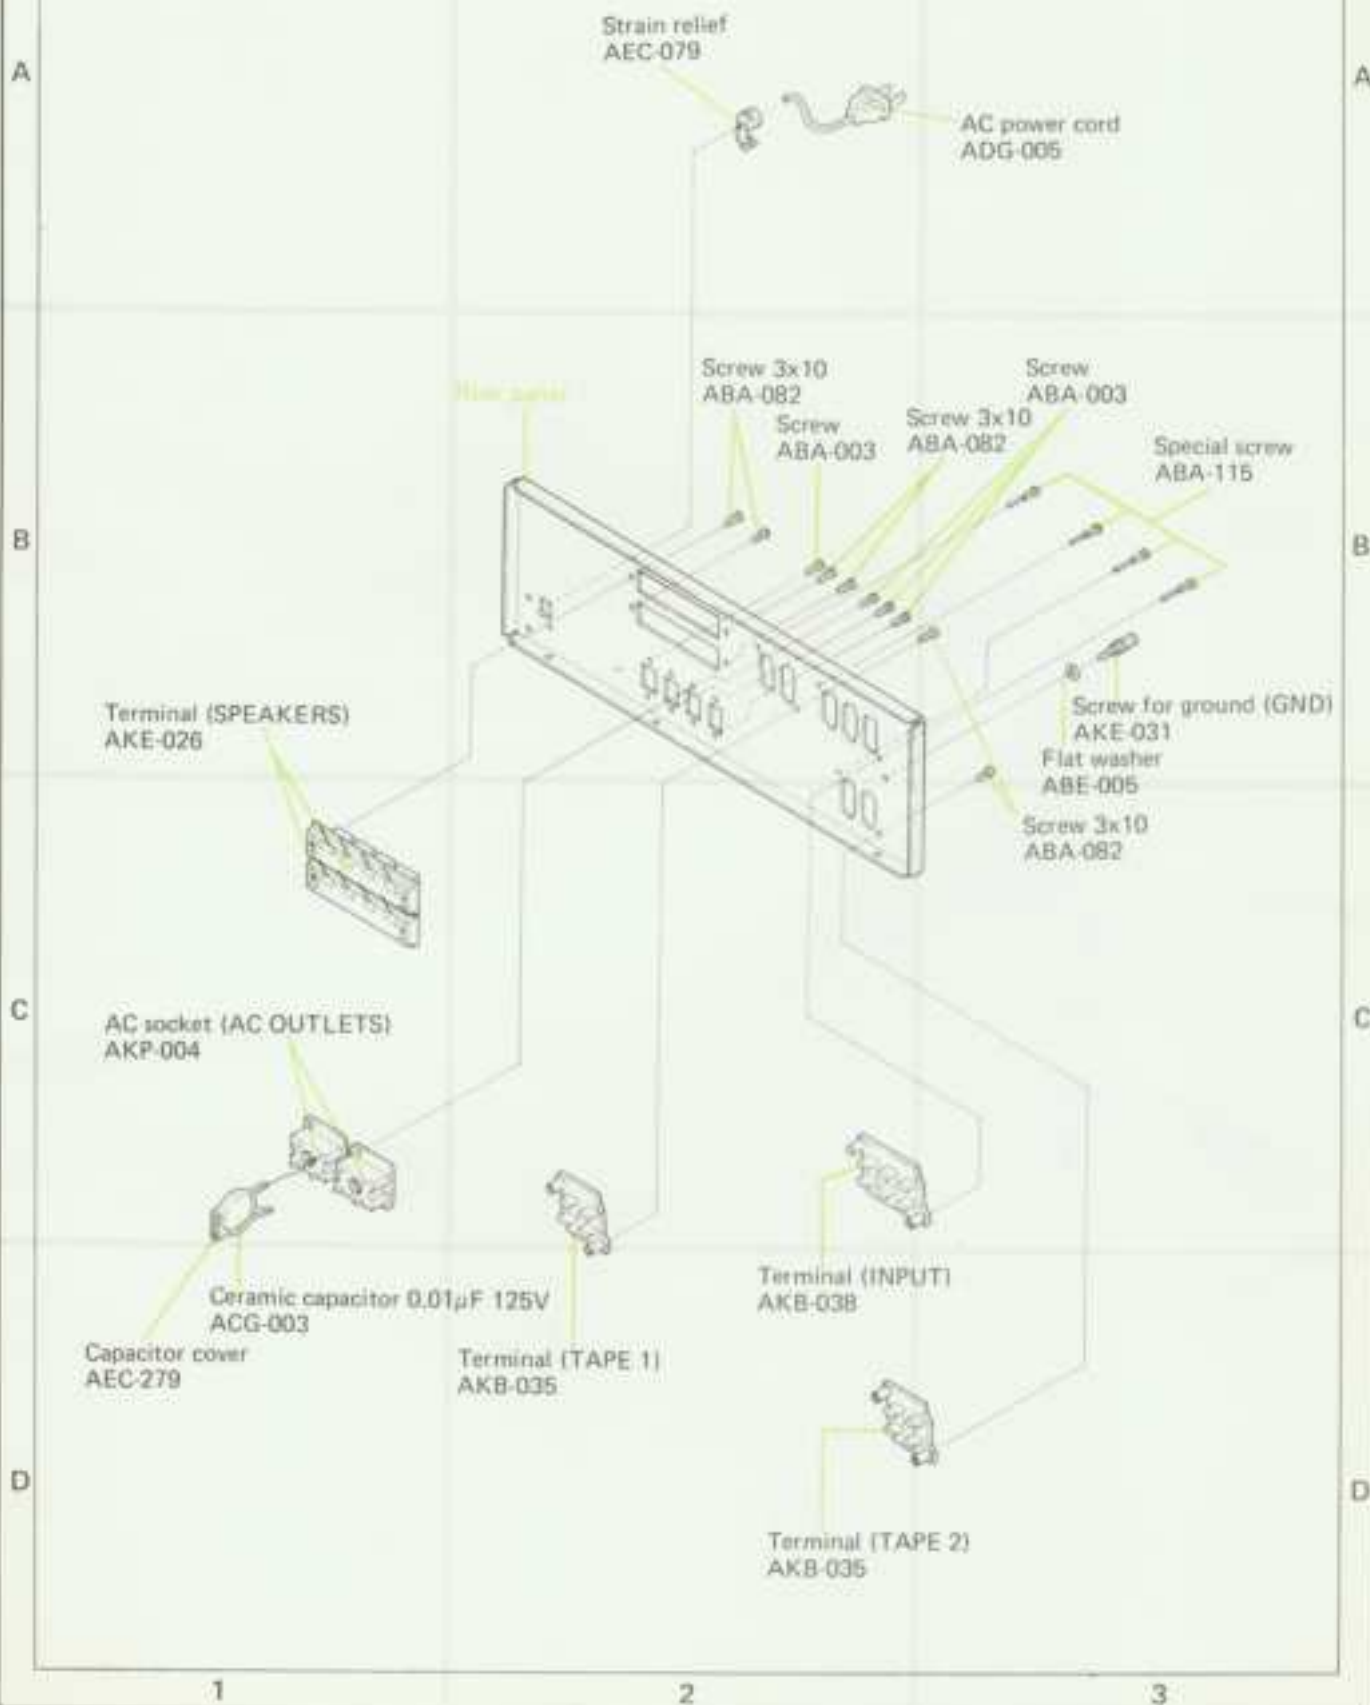 A
A
Strain relief
AEC-079
AC power cord
ADG-005
Screw 3x10
ABA-082
Screw
ABA-003
Screw 3x10
ABA-082
Screw
ABA-003
Special screw
ABA-115
Rear panel
B
B
Terminal (SPEAKERS)
AKE-026
Screw for ground (GND)
AKE-031
Flat washer
ABE-005
Screw 3x10
ABA-082
C
C
AC socket (AC OUTLETS)
AKP-004
Terminal (INPUT)
AKB-038
Ceramic capacitor 0.01µF 125V
ACG-003
Capacitor cover
AEC-279
Terminal (TAPE 1)
AKB-035
D
D
Terminal (TAPE 2)
AKB-035
1
2
3